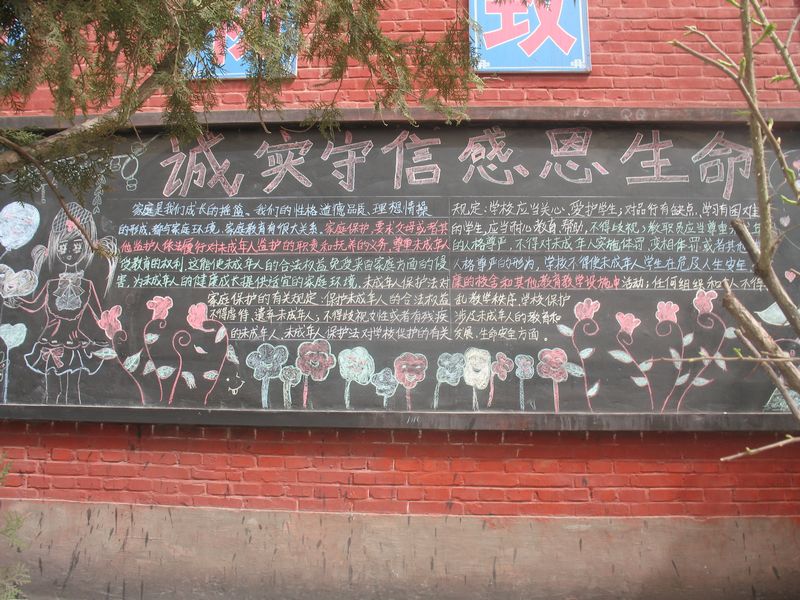 致
诚实守信感恩生命
家庭是我们成长的摇篮、我们的性格道德品质、理想情操
的形成,都与家庭环境,家庭教育有很大关系,家庭保护,要求父母或者其
他监护人依法履行对未成年人监护的职责和抚养的义务,尊重未成年人
受教育的权利,这能使未成年人的合法权益免受来自家庭方面的侵
害,为未成年人的健康成长提供适宜的家庭环境,未成年人保护法对
家庭保护的有关规定,保护未成年人的合法权益
不得虐待,遗弃未成年人;不得歧视女性或者有残疾
的未成年人,未成年人保护法对学校保护的有关
规定:学校应当关心、爱护学生;对品行有缺点、学习有困难
的学生,应当耐心教育,帮助,不得歧视;教职员应当尊重
的人格尊严,不得对未成年人实施体罚,变相体罚或者其他
人格尊严的行为,学校不得使未成年人学生在危及人生安全、
康的校舍和其他教育教学设施中活动;任何组织和 人不得
乱教学秩序,学校保护
涉及未成年人的教育和
发展、生命安全方面。